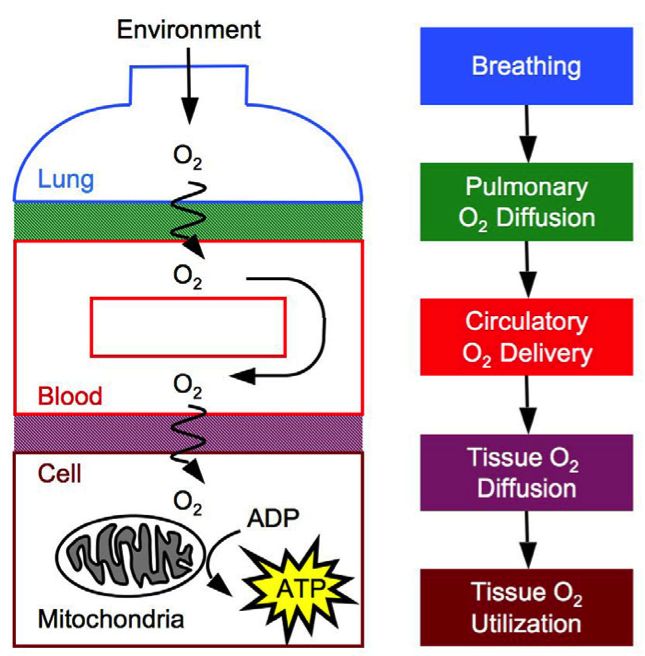 Environment
O₂
Lung
O₂
O₂
Blood
Cell
O₂
ADP
ATP
Mitochondria
Breathing
Pulmonary
O₂ Diffusion
Circulatory
O₂ Delivery
Tissue O₂
Diffusion
Tissue O₂
Utilization